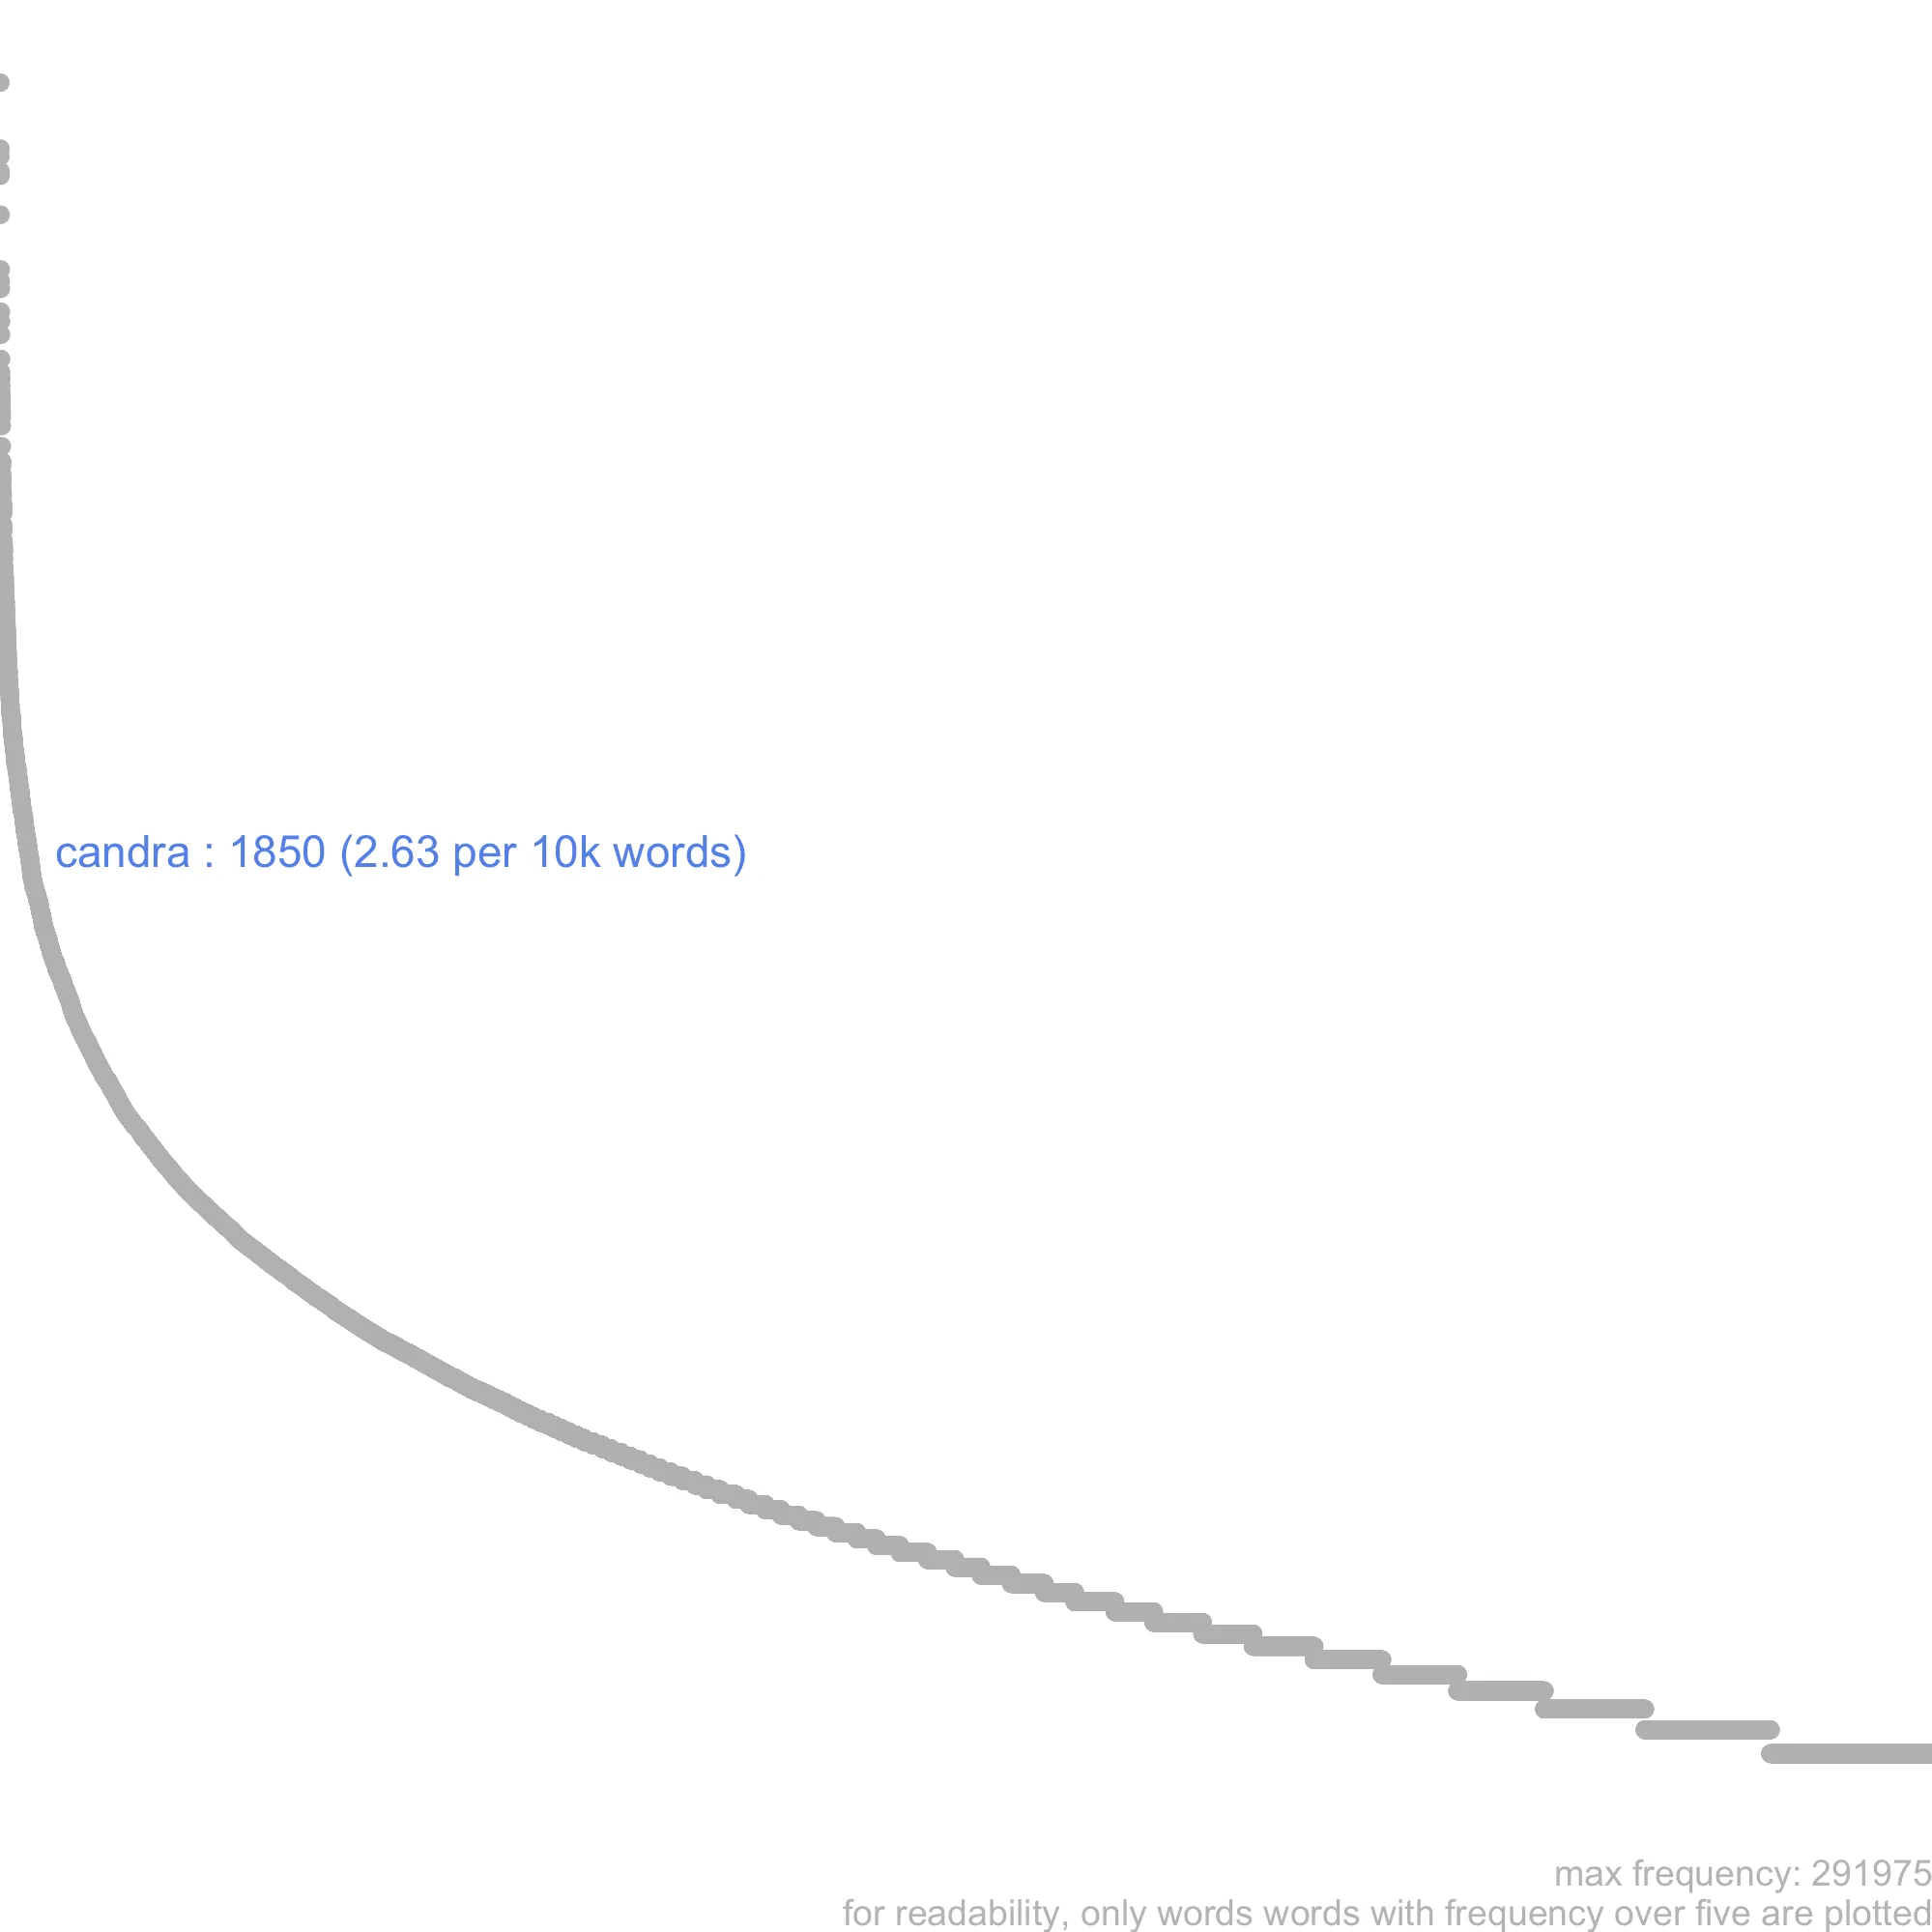 candra : 1850 (2.63 per 10k words)
max frequency: 291975
for readability, only words words with frequency over five are plotted